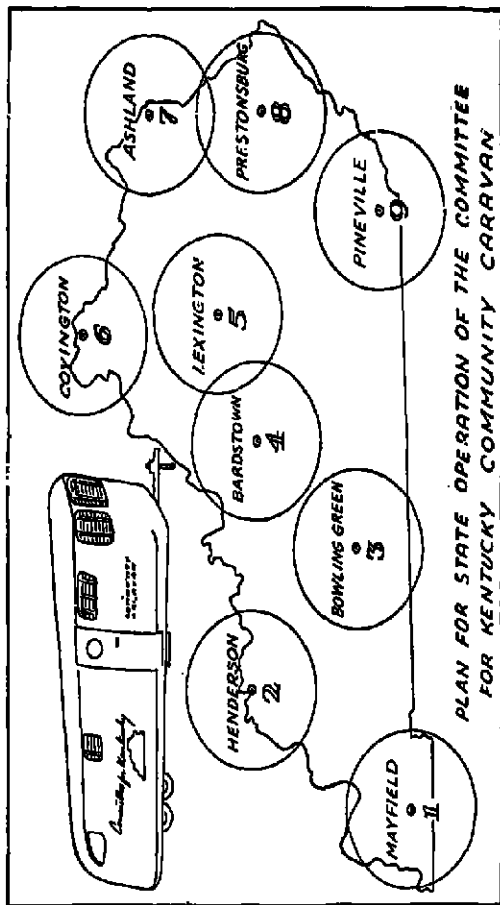 COVINGTON
6
ASHLAND
7
LEXINGTON
5
PRESTONSBURG
8
BARDSTOWN
4
HENDERSON
2
PINEVILLE
9
BOWLING GREEN
3
MAYFIELD
1
PLAN FOR STATE OPERATION OF THE COMMITTEE
FOR KENTUCKY COMMUNITY CARAVAN